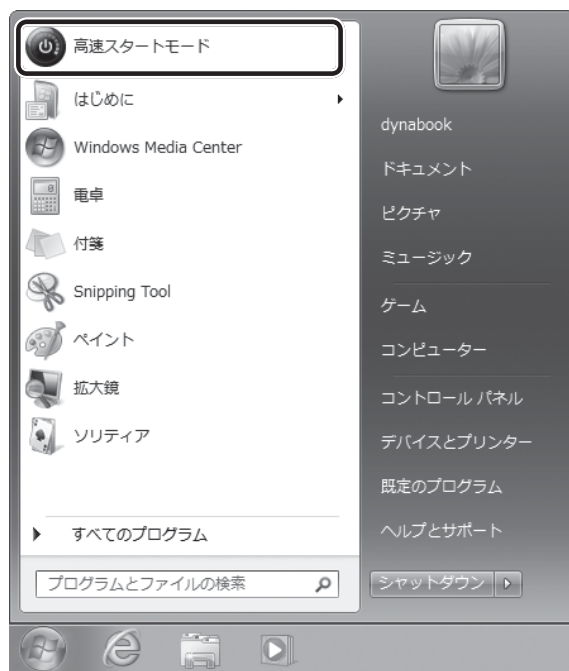 高速スタートモード
はじめに
Windows Media Center
電卓
付箋
Snipping Tool
ペイント
拡大鏡
ソリティア
すべてのプログラム
プログラムとファイルの検索
dynabook
ドキュメント
ピクチャ
ミュージック
ゲーム
コンピューター
コントロール パネル
デバイスとプリンター
既定のプログラム
ヘルプとサポート
シャットダウン